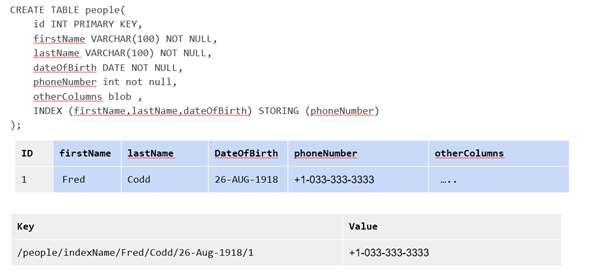 CREATE TABLE people(
id INT PRIMARY KEY,
firstName VARCHAR(100) NOT NULL,
lastName VARCHAR(100) NOT NULL,
dateOfBirth DATE NOT NULL,
phoneNumber int not null,
otherColumns blob ,
INDEX (firstName,lastName,dateOfBirth) STORING (phoneNumber)
);
ID firstName lastName DateOfBirth phoneNumber otherColumns
1 Fred Codd 26-AUG-1918 +1-033-333-3333 …..
Key Value
/people/indexName/Fred/Codd/26-Aug-1918/1 +1-033-333-3333